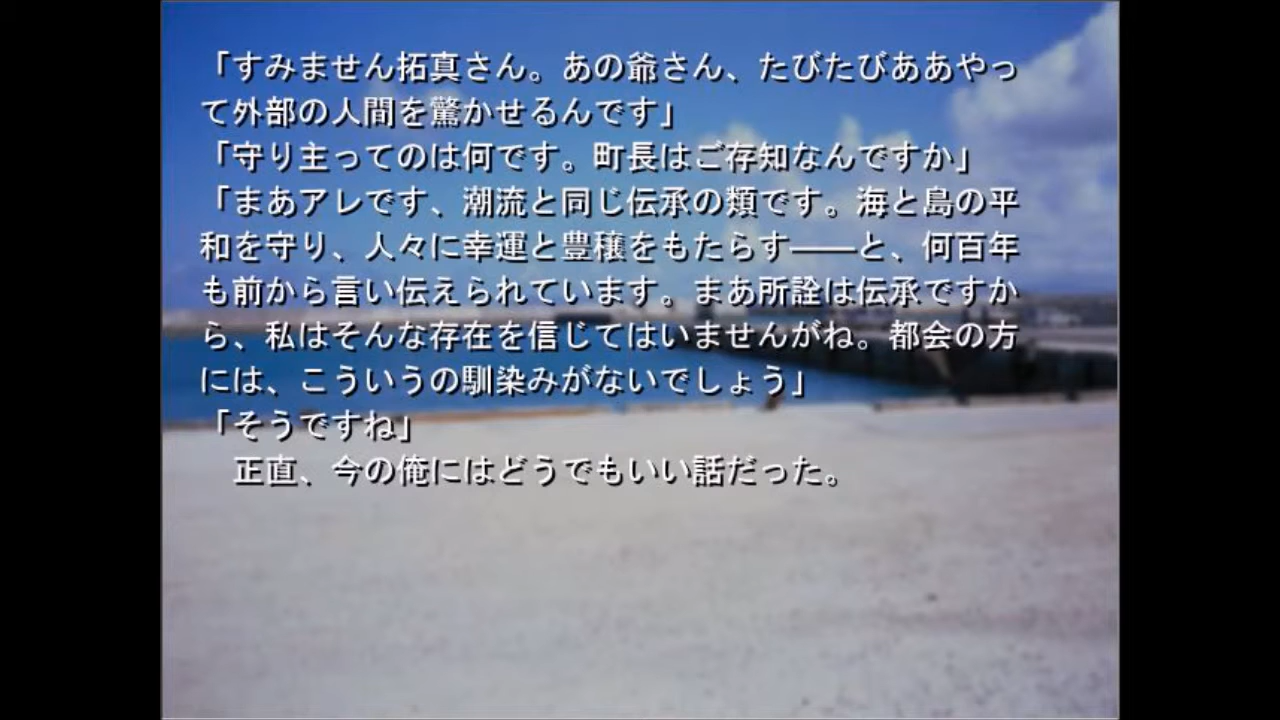 「すみません拓真さん。あの爺さん、たびたびああやっ
て外部の人間を驚かせるんです」
「守り主ってのは何です。町長はご存知なんですか」
「まあアレです、潮流と同じ伝承の類です。海と島の平
和を守り、人々に幸運と豊穣をもたらす――と、何百年
も前から言い伝えられています。まあ所詮は伝承ですか
ら、私はそんな存在を信じてはいませんがね。都会の方
には、こういうの馴染みがないでしょう」
「そうですね」
　正直、今の俺にはどうでもいい話だった。